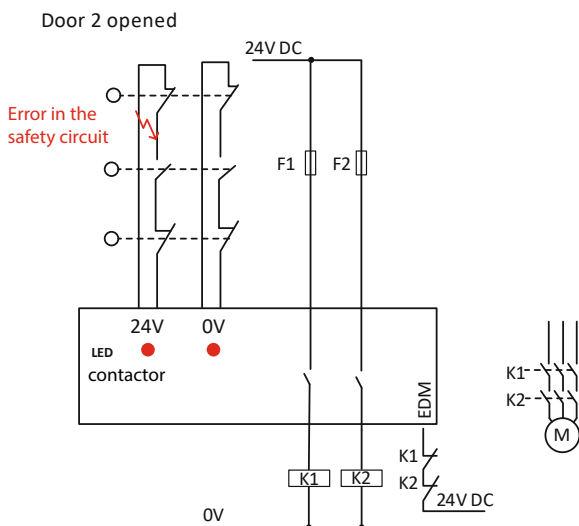 Door 2 opened
24V DC
Error in the
safety circuit
F1 F2
24V 0V
LED
contactor
EDM
K1
K2
M
K1 K2
K1
K2
24V DC
0V